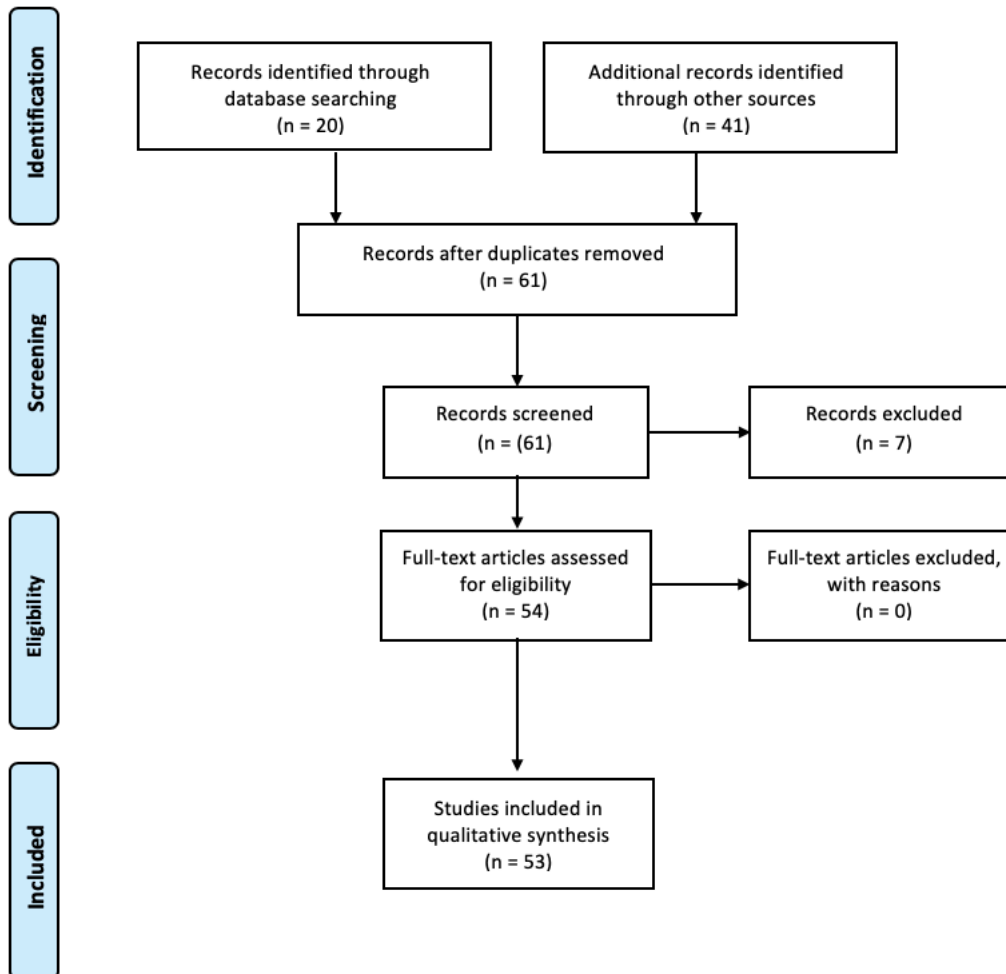 Identification
Records identified through
database searching
(n = 20)
Additional records identified
through other sources
(n = 41)
Records after duplicates removed
(n = 61)
Screening
Records screened
(n = (61)
Records excluded
(n = 7)
Eligibility
Full-text articles assessed
for eligibility
(n = 54)
Full-text articles excluded,
with reasons
(n = 0)
Included
Studies included in
qualitative synthesis
(n = 53)